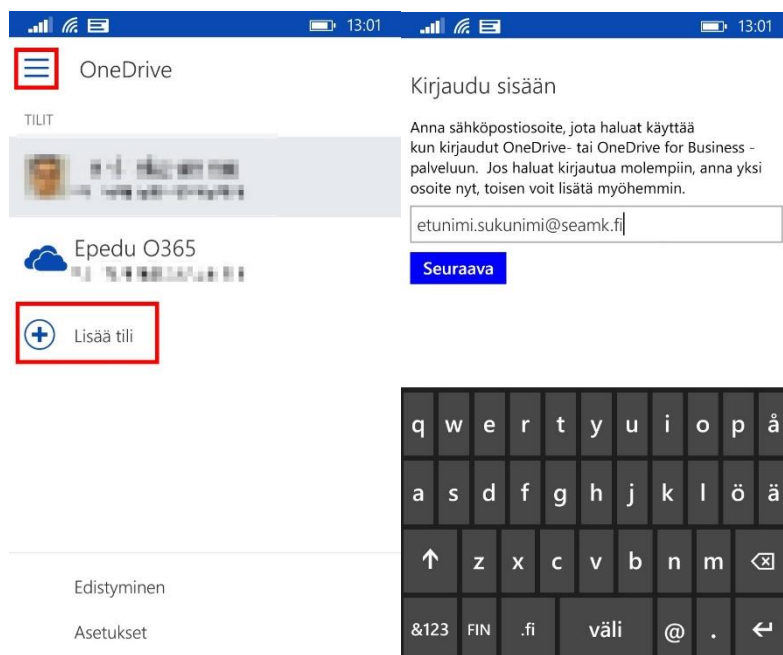 13:01
OneDrive
TILIT
Epedu O365
Lisää tili
Edistyminen
Asetukset
13:01
Kirjaudu sisään
Anna sähköpostiosoite, jota haluat käyttää
kun kirjaudut OneDrive- tai OneDrive for Business -
palveluun. Jos haluat kirjautua molempiin, anna yksi
osoite nyt, toisen voit lisätä myöhemmin.
etunimi.sukunimi@seamk.fi
Seuraava
q w e r t y u i o p å
a s d f g h j k l ö ä
z x c v b n m
&123 FIN .fi väli @ .